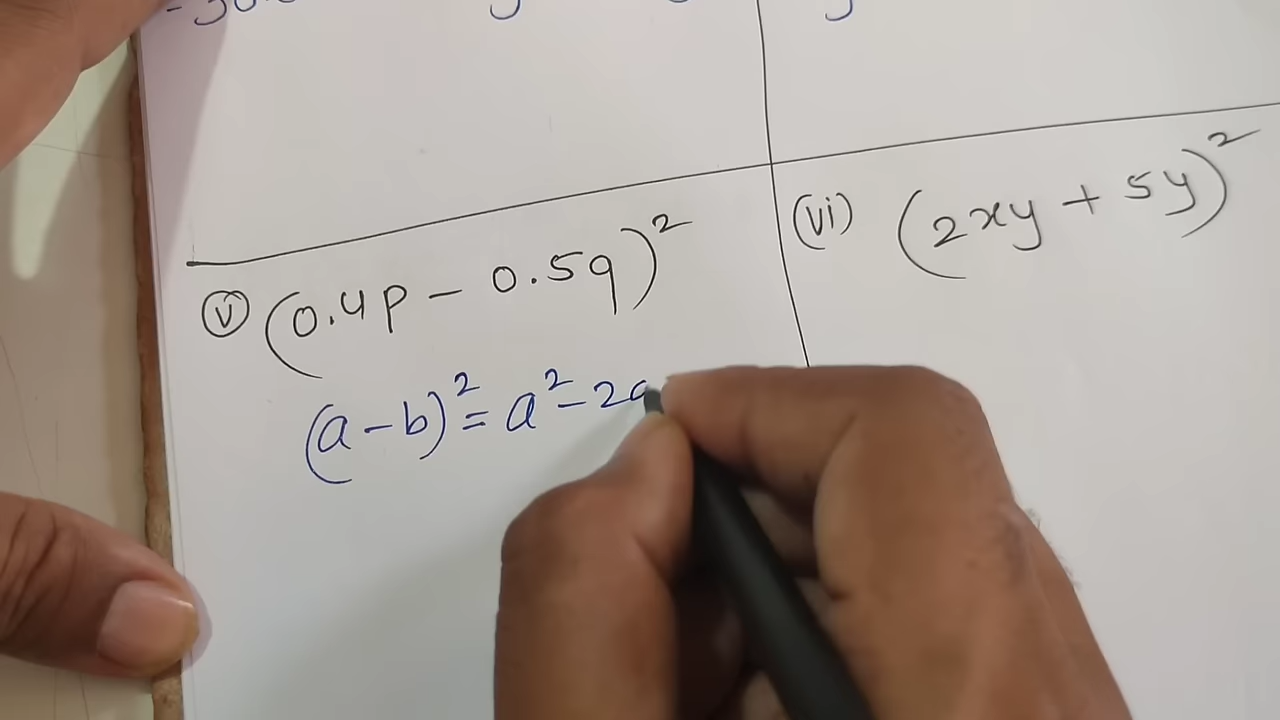 (v) (0.4p - 0.5q)²
(a-b)² = a² - 2a
(vi) (2xy + 5y)²